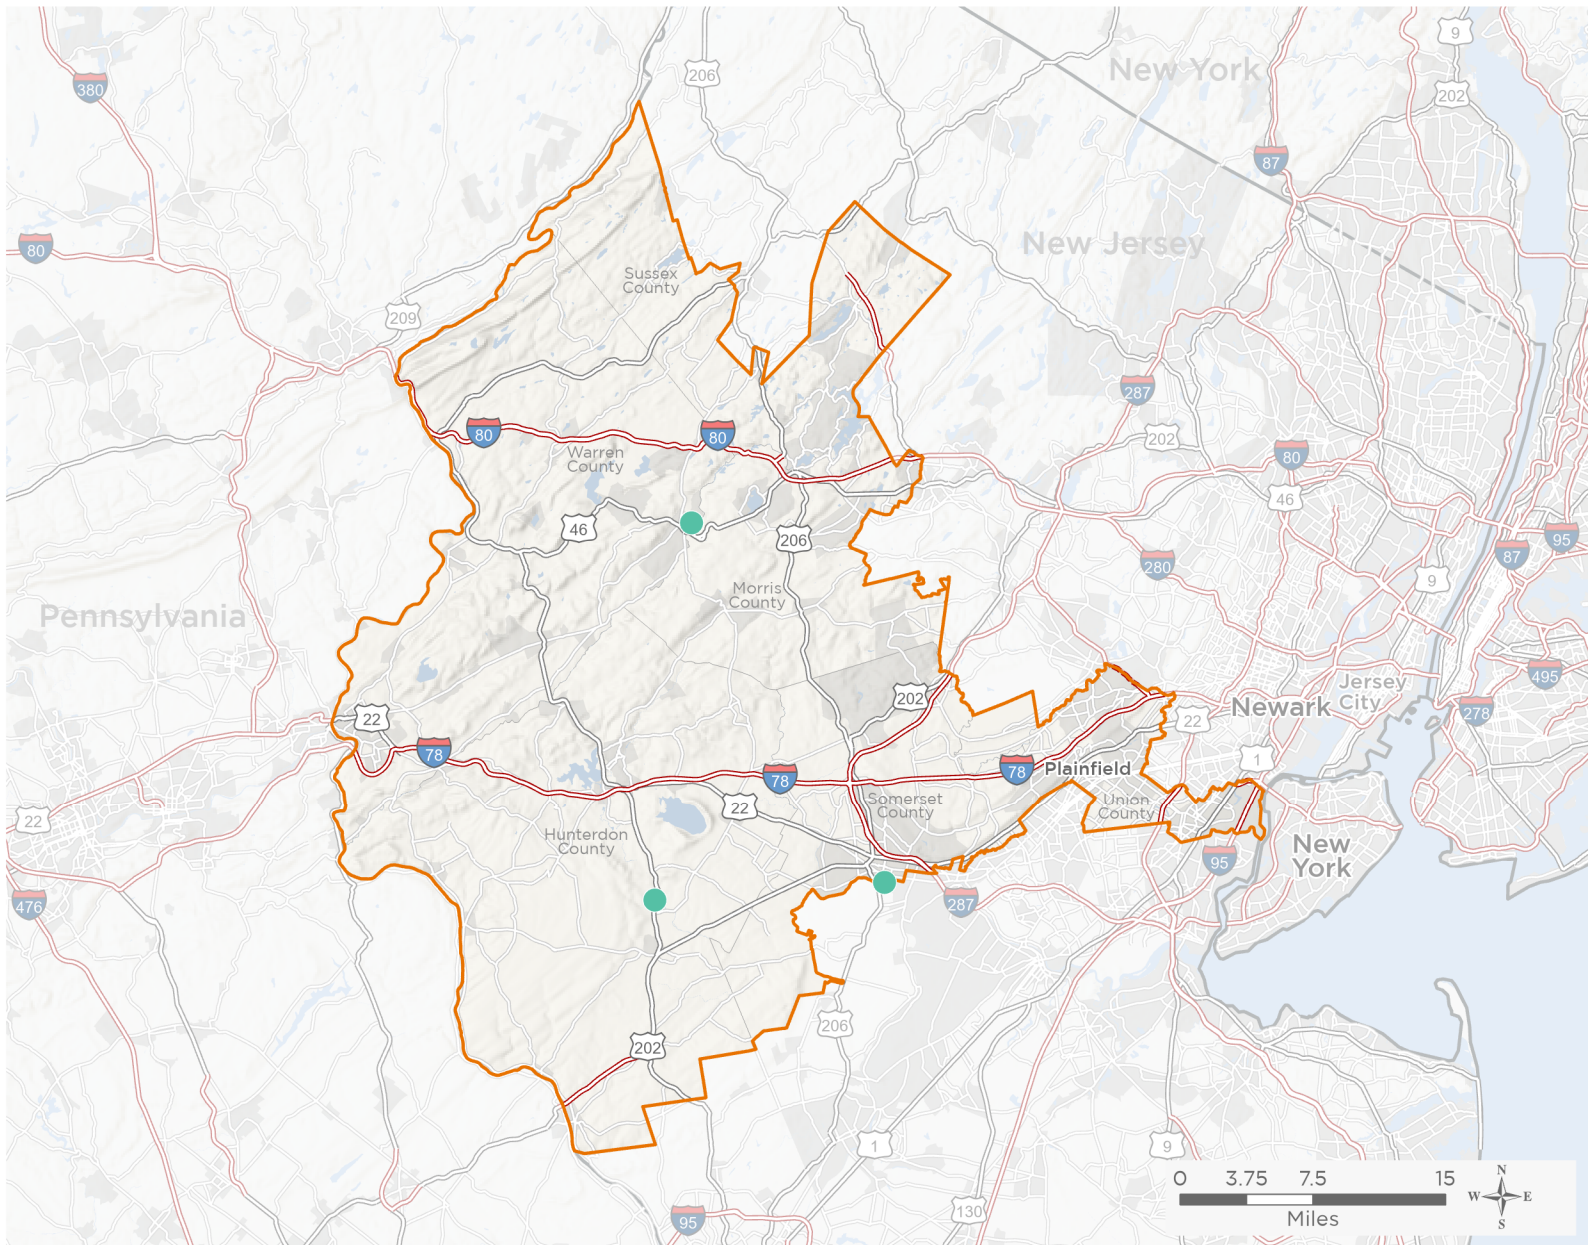 9
New York
206
380
202
87
New Jersey
80
Sussex
County
209
287
202
80
80
80
Warren
County
46
46
206
95
87
280
9
Morris
County
Pennsylvania
495
Jersey
City
202
Newark
278
22
22
78
78
78
Plainfield
1
22
22
Somerset
County
Union
County
Hunterdon
County
New
York
95
476
287
206
202
1
9
0
3.75
7.5
15
Miles
N
W
E
S
130
95